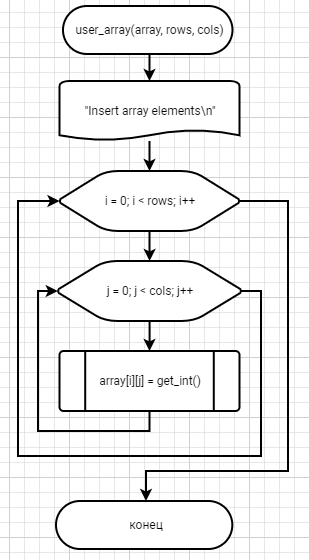 user_array(array, rows, cols)
"Insert array elements\n"
i = 0; i < rows; i++
j = 0; j < cols; j++
array[i][j] = get_int()
конец